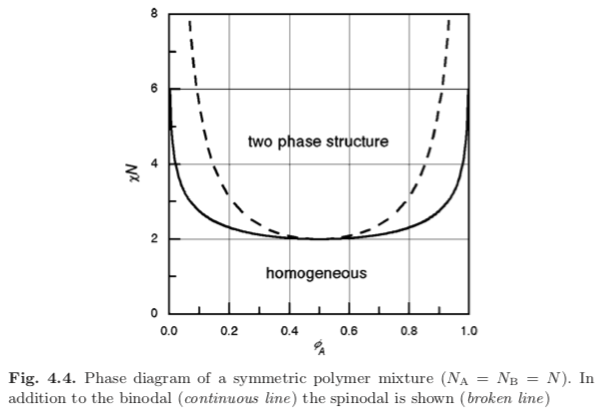 8
6
two phase structure
4
χN
2
homogeneous
0
0.0 0.2 0.4 0.6 0.8 1.0
ϕA
Fig. 4.4. Phase diagram of a symmetric polymer mixture (NA = NB = N). In
addition to the binodal (continuous line) the spinodal is shown (broken line)